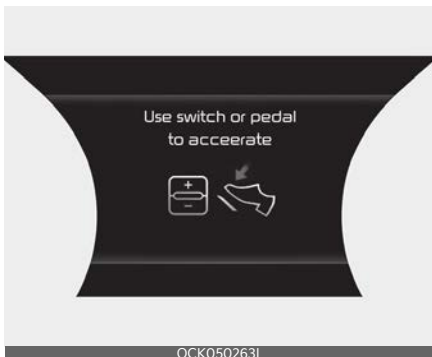 Use switch or pedal
to acceerate
+
-
OCK050263L